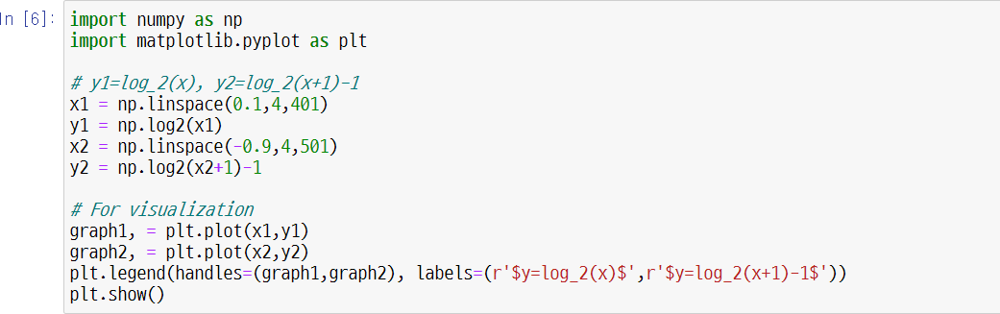 In [6]:
import numpy as np
import matplotlib.pyplot as plt
# y1=log_2(x), y2=log_2(x+1)-1
x1 = np.linspace(0.1,4,401)
y1 = np.log2(x1)
x2 = np.linspace(-0.9,4,501)
y2 = np.log2(x2+1)-1
# For visualization
graph1, = plt.plot(x1,y1)
graph2, = plt.plot(x2,y2)
plt.legend(handles=(graph1,graph2), labels=(r'$y=log_2(x)$',r'$y=log_2(x+1)-1$'))
plt.show()